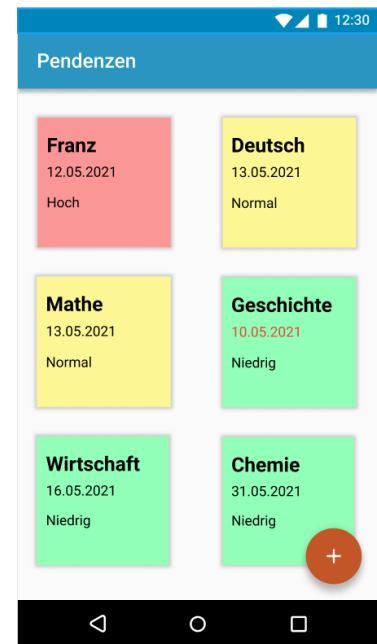 12:30
Pendenzen
Franz
12.05.2021
Hoch
Deutsch
13.05.2021
Normal
Mathe
13.05.2021
Normal
Geschichte
10.05.2021
Niedrig
Wirtschaft
16.05.2021
Niedrig
Chemie
31.05.2021
Niedrig
+